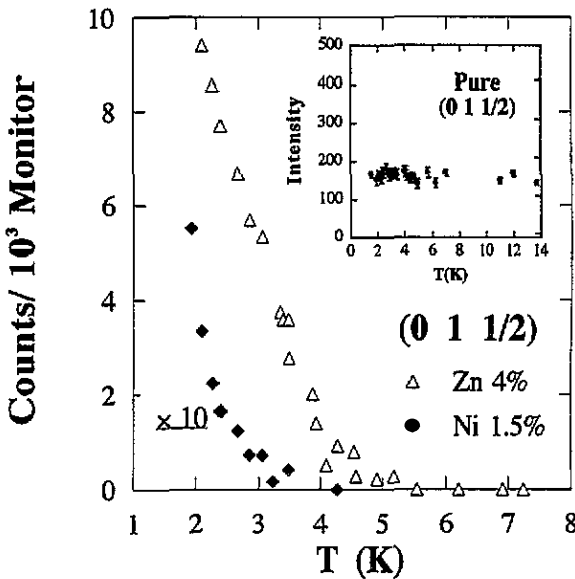 10
8
6
4
2
0
Counts/ 10³ Monitor
1 2 3 4 5 6 7 8
T (K)
× 10
(0 1 1/2)
Zn 4%
Ni 1.5%
500
400
300
200
100
0
Intensity
Pure
(0 1 1/2)
0 2 4 6 8 10 12 14
T(K)